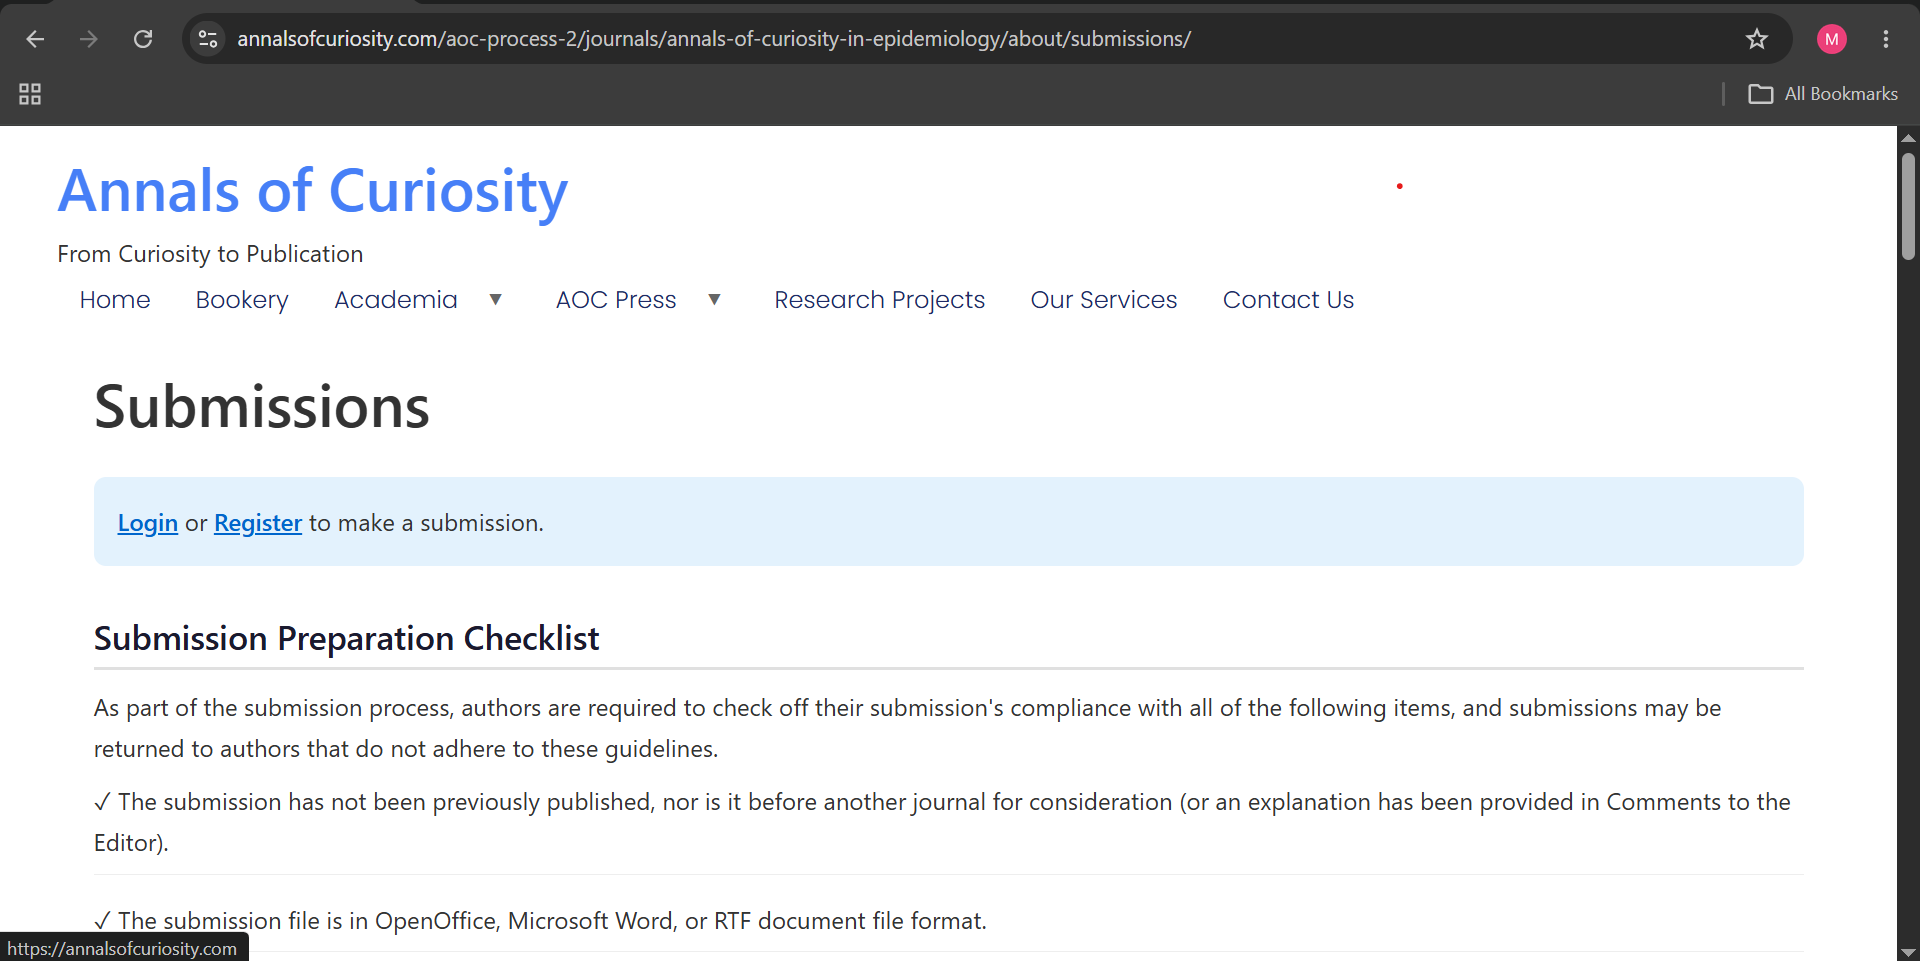 annalsofcuriosity.com/aoc-process-2/journals/annals-of-curiosity-in-epidemiology/about/submissions/
M
All Bookmarks
Annals of Curiosity
From Curiosity to Publication
Home Bookery Academia ▼ AOC Press ▼ Research Projects Our Services Contact Us
Submissions
Login or Register to make a submission.
Submission Preparation Checklist
As part of the submission process, authors are required to check off their submission's compliance with all of the following items, and submissions may be
returned to authors that do not adhere to these guidelines.
✓ The submission has not been previously published, nor is it before another journal for consideration (or an explanation has been provided in Comments to the
Editor).
✓ The submission file is in OpenOffice, Microsoft Word, or RTF document file format.
https://annalsofcuriosity.com